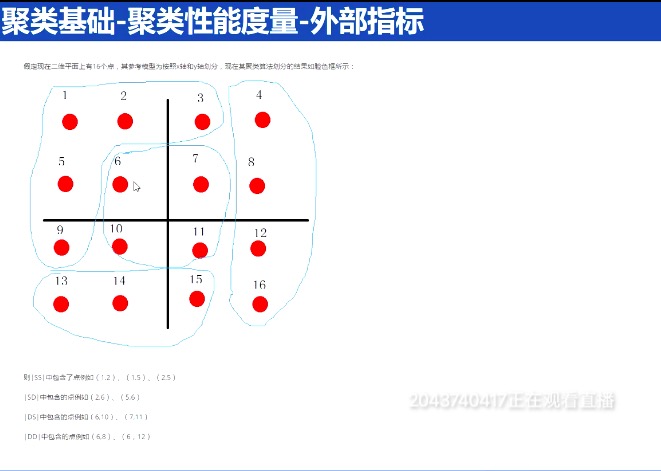 聚类基础-聚类性能度量-外部指标
假定现在二维平面上有16个点，其参考模型为按照x轴和y轴划分，现在某聚类算法划分的结果如脸色框所示：
1 2 3 4
5 6 7 8
9 10 11 12
13 14 15 16
则|SS|中包含了点例如（1,2）、（1,5）、（2,5）
|SD|中包含的点例如（2,6）、（5,6）
2043740417正在观看直播
|DS|中包含的点例如（6,10）、（7,11）
|DD|中包含的点例如（6,8）、（6，12）